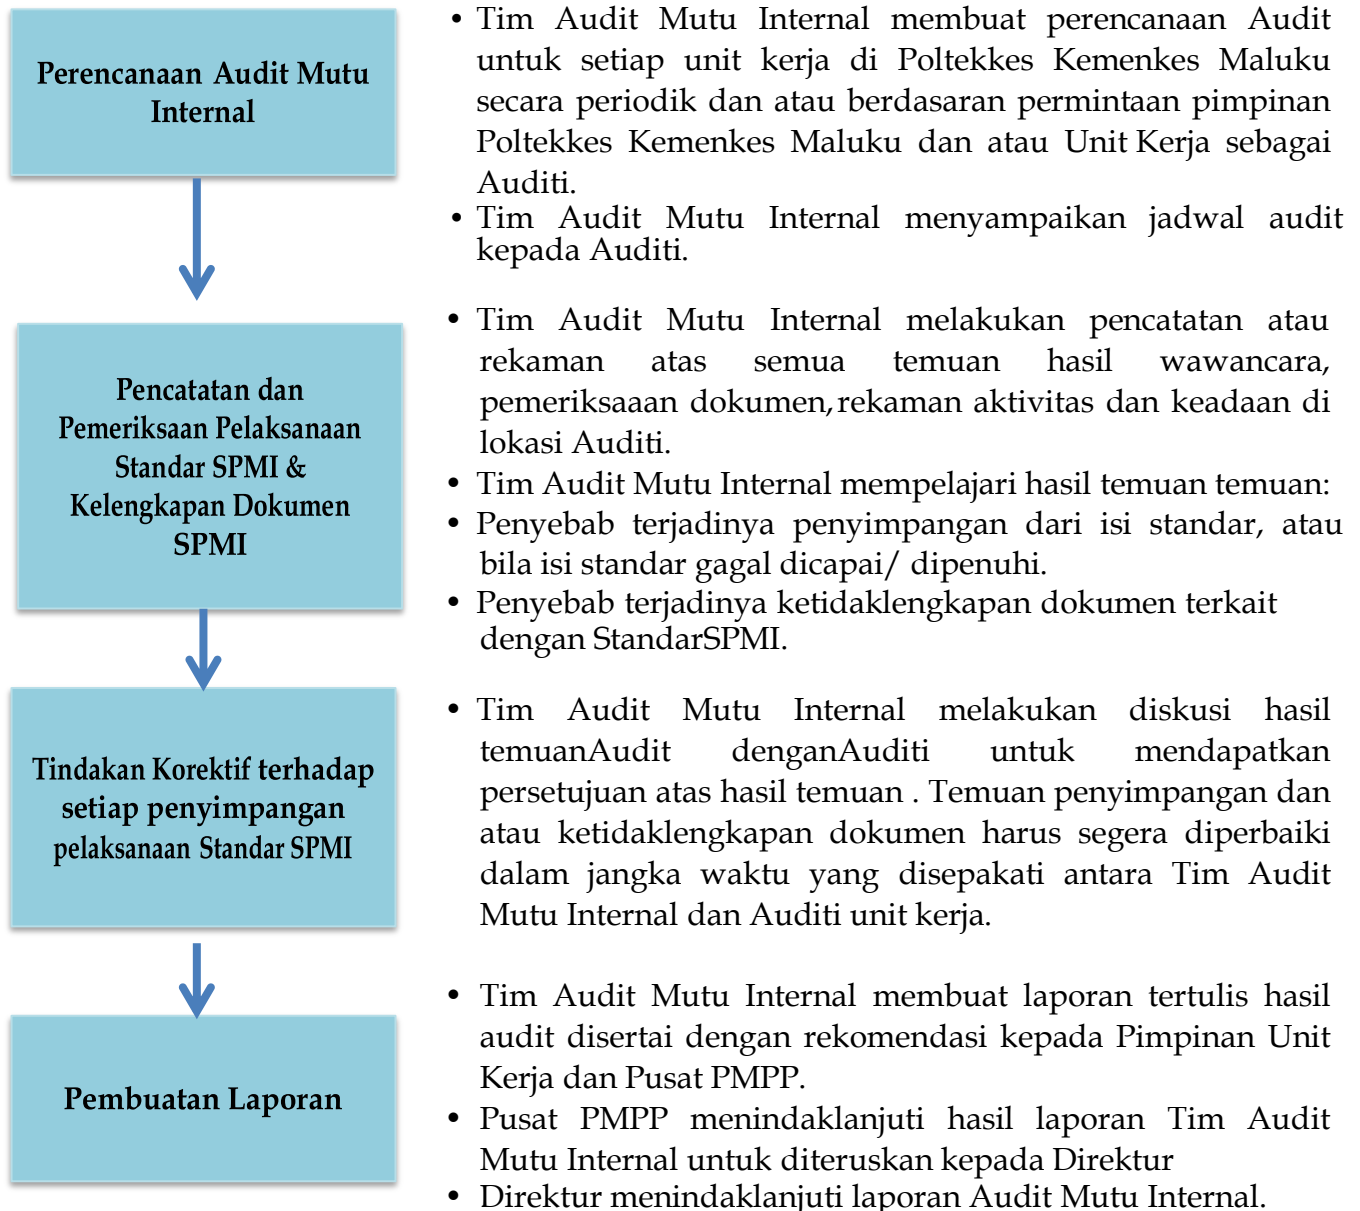 Perencanaan Audit Mutu
Internal
• Tim Audit Mutu Internal membuat perencanaan Audit
untuk setiap unit kerja di Poltekkes Kemenkes Maluku
secara periodik dan atau berdasaran permintaan pimpinan
Poltekkes Kemenkes Maluku dan atau Unit Kerja sebagai
Auditi.
• Tim Audit Mutu Internal menyampaikan jadwal audit
kepada Auditi.
Pencatatan dan
Pemeriksaan Pelaksanaan
Standar SPMI &
Kelengkapan Dokumen
SPMI
• Tim Audit Mutu Internal melakukan pencatatan atau
rekaman atas semua temuan hasil wawancara,
pemeriksaaan dokumen, rekaman aktivitas dan keadaan di
lokasi Auditi.
• Tim Audit Mutu Internal mempelajari hasil temuan temuan:
• Penyebab terjadinya penyimpangan dari isi standar, atau
bila isi standar gagal dicapai/ dipenuhi.
• Penyebab terjadinya ketidaklengkapan dokumen terkait
dengan StandarSPMI.
Tindakan Korektif terhadap
setiap penyimpangan
pelaksanaan Standar SPMI
• Tim Audit Mutu Internal melakukan diskusi hasil
temuanAudit denganAuditi untuk mendapatkan
persetujuan atas hasil temuan . Temuan penyimpangan dan
atau ketidaklengkapan dokumen harus segera diperbaiki
dalam jangka waktu yang disepakati antara Tim Audit
Mutu Internal dan Auditi unit kerja.
Pembuatan Laporan
• Tim Audit Mutu Internal membuat laporan tertulis hasil
audit disertai dengan rekomendasi kepada Pimpinan Unit
Kerja dan Pusat PMPP.
• Pusat PMPP menindaklanjuti hasil laporan Tim Audit
Mutu Internal untuk diteruskan kepada Direktur
• Direktur menindaklanjuti laporan Audit Mutu Internal.